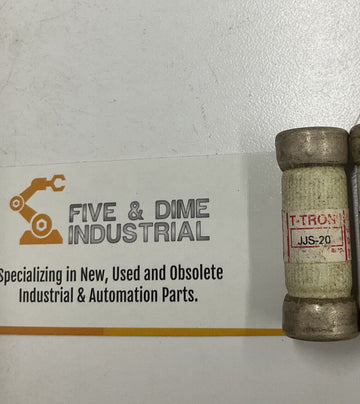 FIVE & DIME
INDUSTRIAL
Specializing in New, Used and Obsolete
Industrial & Automation Parts.
T-TRON
JJS-20